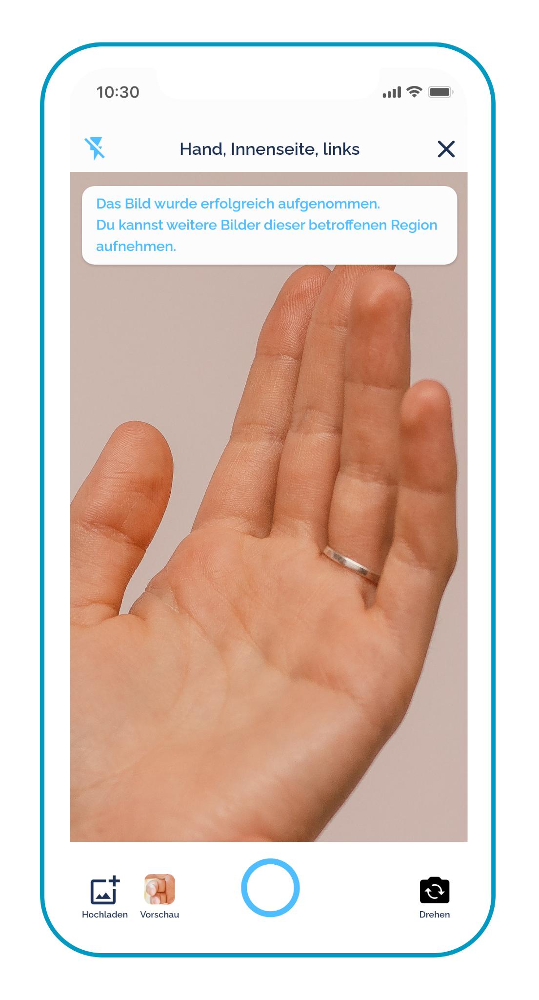 10:30
Hand, Innenseite, links
Das Bild wurde erfolgreich aufgenommen.
Du kannst weitere Bilder dieser betroffenen Region
aufnehmen.
Hochladen
Vorschau
Drehen